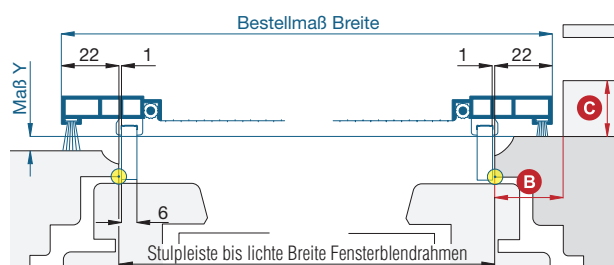 Bestellmaß Breite
22
1
1
22
Maß Y
C
B
6
Stulpleiste bis lichte Breite Fensterblendrahmen